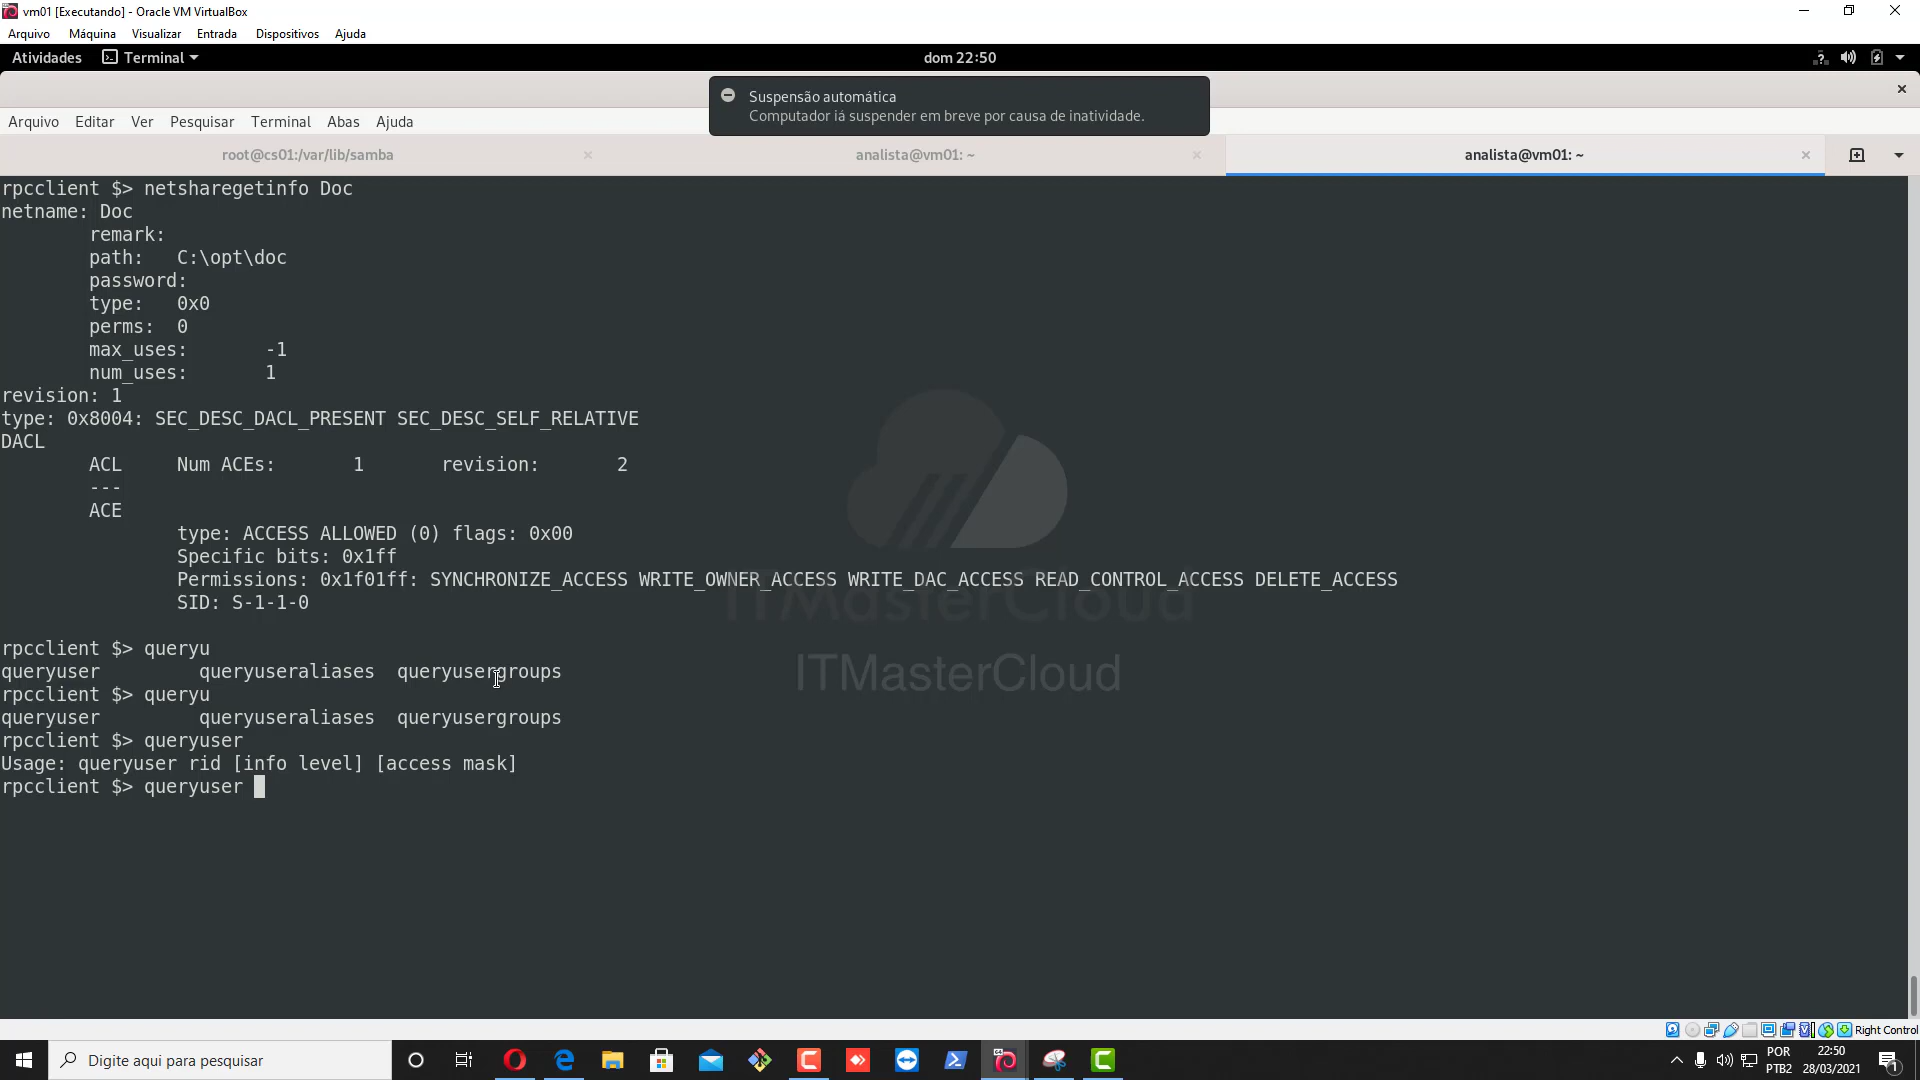 vm01 [Executando] - Oracle VM VirtualBox
Arquivo Máquina Visualizar Entrada Dispositivos Ajuda
Atividades Terminal dom 22:50
Suspensão automática
Computador iá suspender em breve por causa de inatividade.
Arquivo Editar Ver Pesquisar Terminal Abas Ajuda
root@cs01:/var/lib/samba analista@vm01: ~ analista@vm01: ~
rpcclient $> netsharegetinfo Doc
netname: Doc
remark:
path: C:\opt\doc
password:
type: 0x0
perms: 0
max_uses: -1
num_uses: 1
revision: 1
type: 0x8004: SEC_DESC_DACL_PRESENT SEC_DESC_SELF_RELATIVE
DACL
ACL Num ACEs: 1 revision: 2
---
ACE
type: ACCESS ALLOWED (0) flags: 0x00
Specific bits: 0x1ff
Permissions: 0x1f01ff: SYNCHRONIZE_ACCESS WRITE_OWNER_ACCESS WRITE_DAC_ACCESS READ_CONTROL_ACCESS DELETE_ACCESS
SID: S-1-1-0
ITMasterCloud
rpcclient $> queryu
queryuser queryuseraliases queryusergroups
ITMasterCloud
rpcclient $> queryu
queryuser queryuseraliases queryusergroups
rpcclient $> queryuser
Usage: queryuser rid [info level] [access mask]
rpcclient $> queryuser
Right Control
Digite aqui para pesquisar
POR
PTB2
22:50
28/03/2021
1